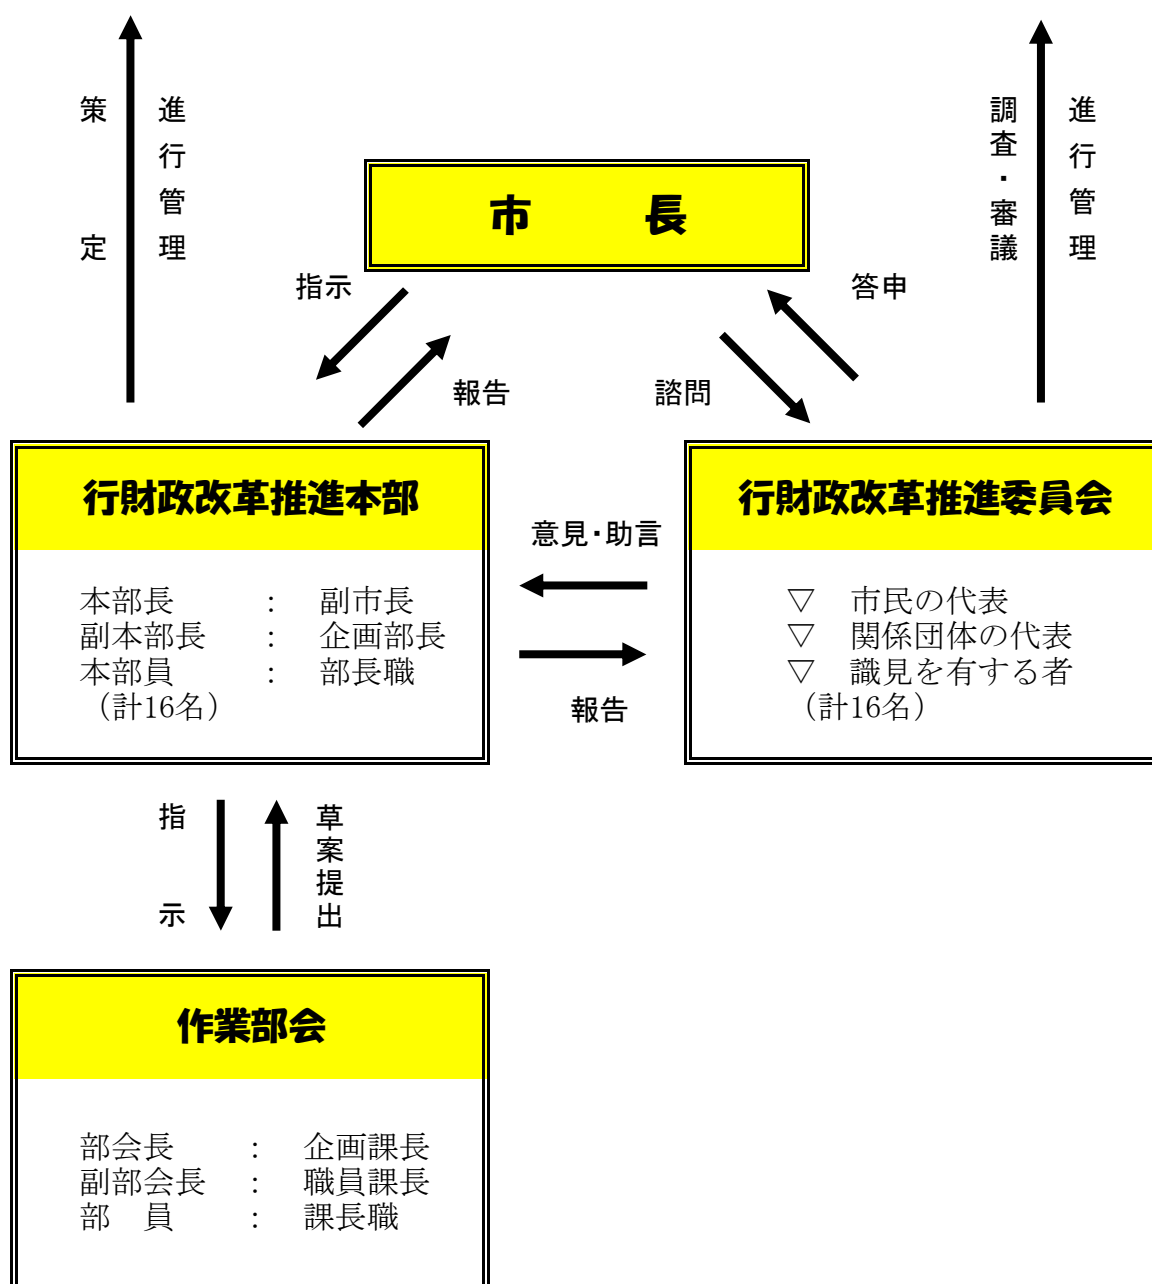 策定
進行管理
調査・審議
進行管理
市　長
指示
答申
報告
諮問
行財政改革推進本部
行財政改革推進委員会
意見・助言
本部長　：　副市長
副本部長　：　企画部長
本部員　：　部長職
（計16名）
▽　市民の代表
▽　関係団体の代表
▽　識見を有する者
（計16名）
報告
指示
草案提出
作業部会
部会長　：　企画課長
副部会長　：　職員課長
部　員　：　課長職